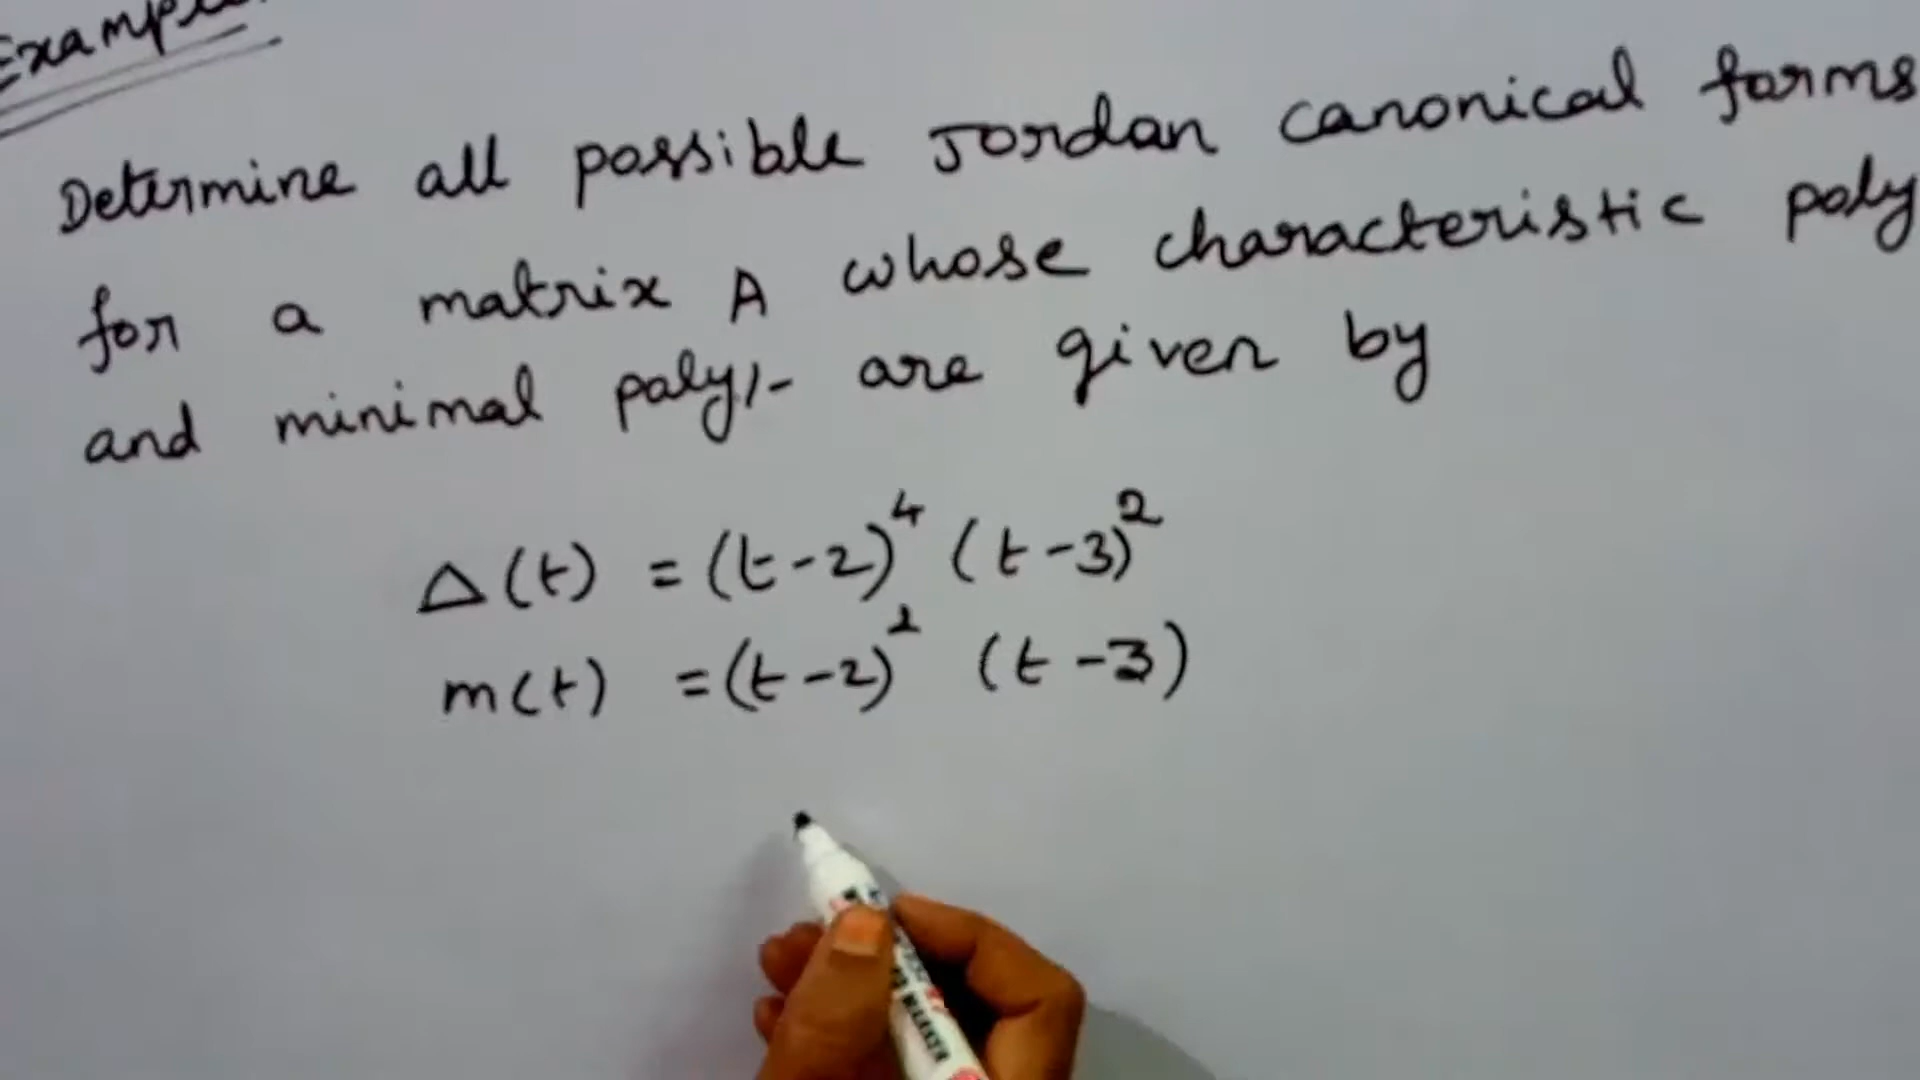 Example
Determine all possible Jordan canonical forms
for a matrix A whose characteristic poly
and minimal poly/- are given by
Δ(t) = (t-2)⁴ (t-3)²
m(t) = (t-2)² (t-3)
MARKER